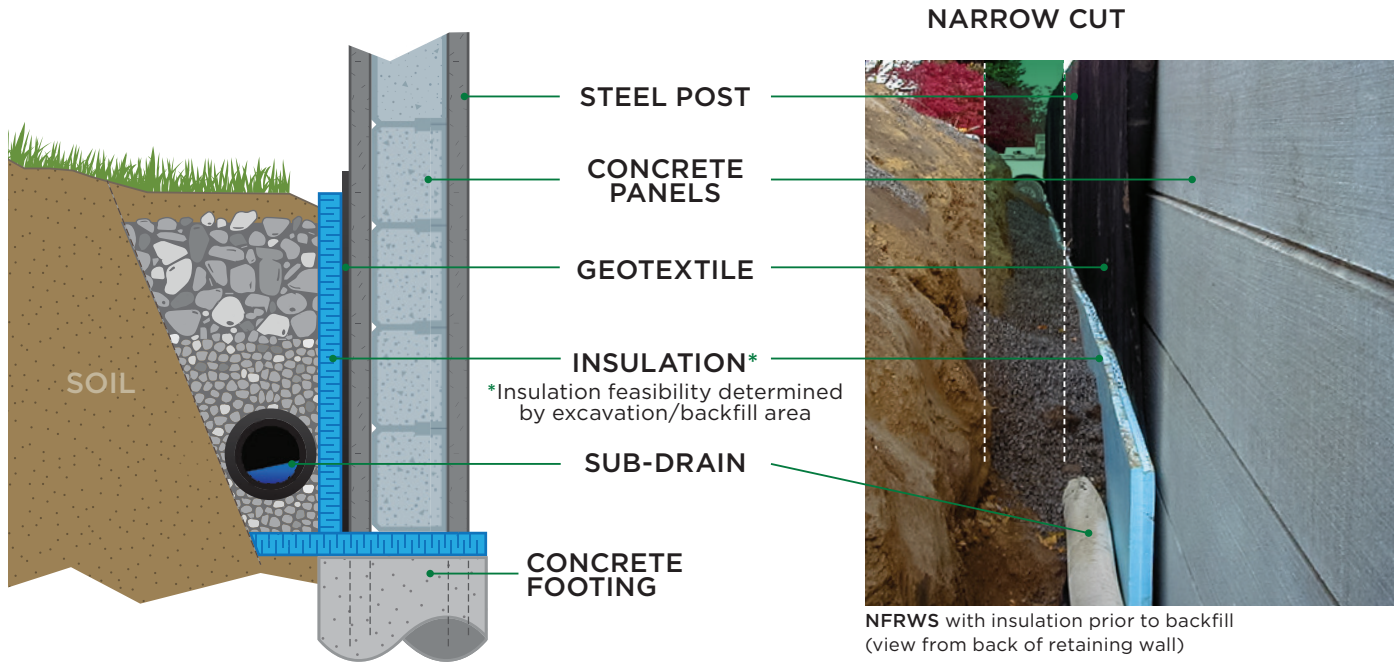 NARROW CUT
STEEL POST
CONCRETE
PANELS
GEOTEXTILE
SOIL
INSULATION*
*Insulation feasibility determined
by excavation/backfill area
SUB-DRAIN
CONCRETE
FOOTING
NFRWS with insulation prior to backfill
(view from back of retaining wall)